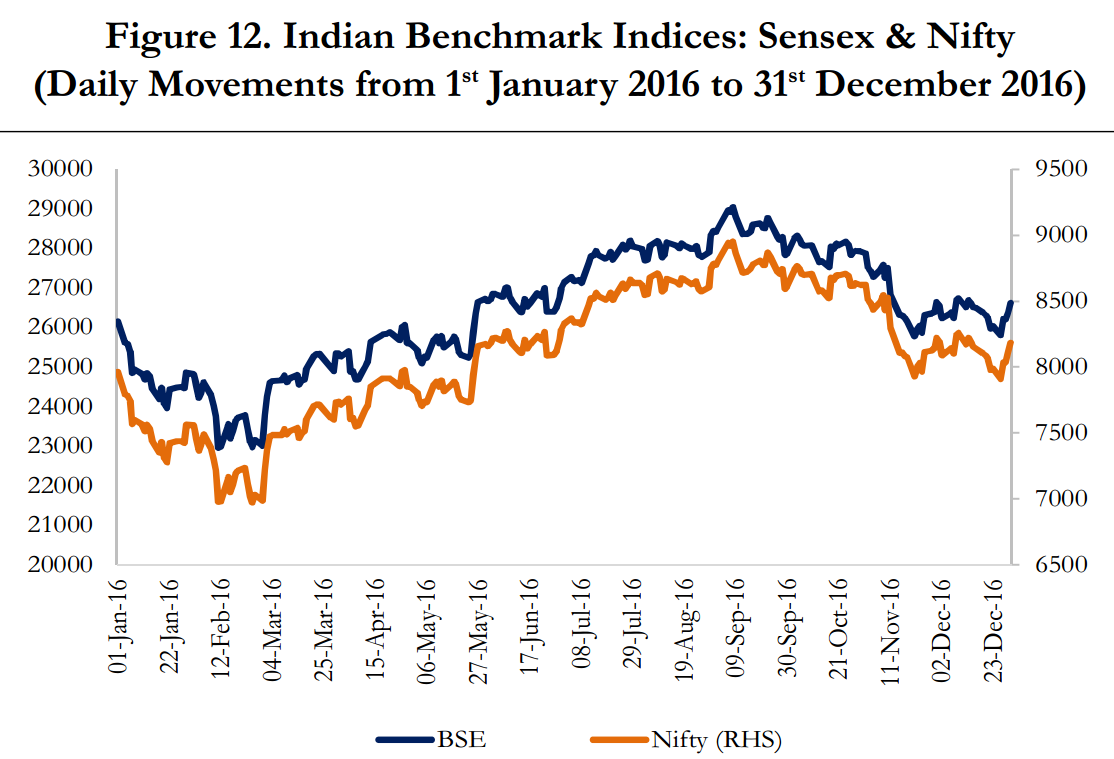 Figure 12. Indian Benchmark Indices: Sensex & Nifty
(Daily Movements from 1st January 2016 to 31st December 2016)
30000
29000
28000
27000
26000
25000
24000
23000
22000
21000
20000
9500
9000
8500
8000
7500
7000
6500
01-Jan-16
22-Jan-16
12-Feb-16
04-Mar-16
25-Mar-16
15-Apr-16
06-May-16
27-May-16
17-Jun-16
08-Jul-16
29-Jul-16
19-Aug-16
09-Sep-16
30-Sep-16
21-Oct-16
11-Nov-16
02-Dec-16
23-Dec-16
BSE
Nifty (RHS)